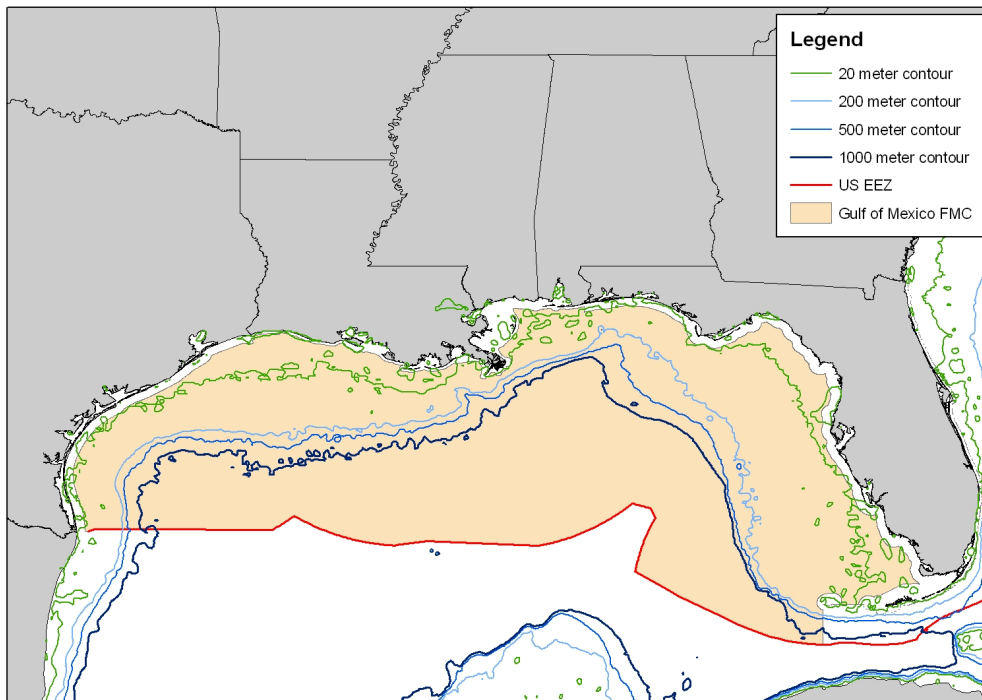 Legend
20 meter contour
200 meter contour
500 meter contour
1000 meter contour
US EEZ
Gulf of Mexico FMC